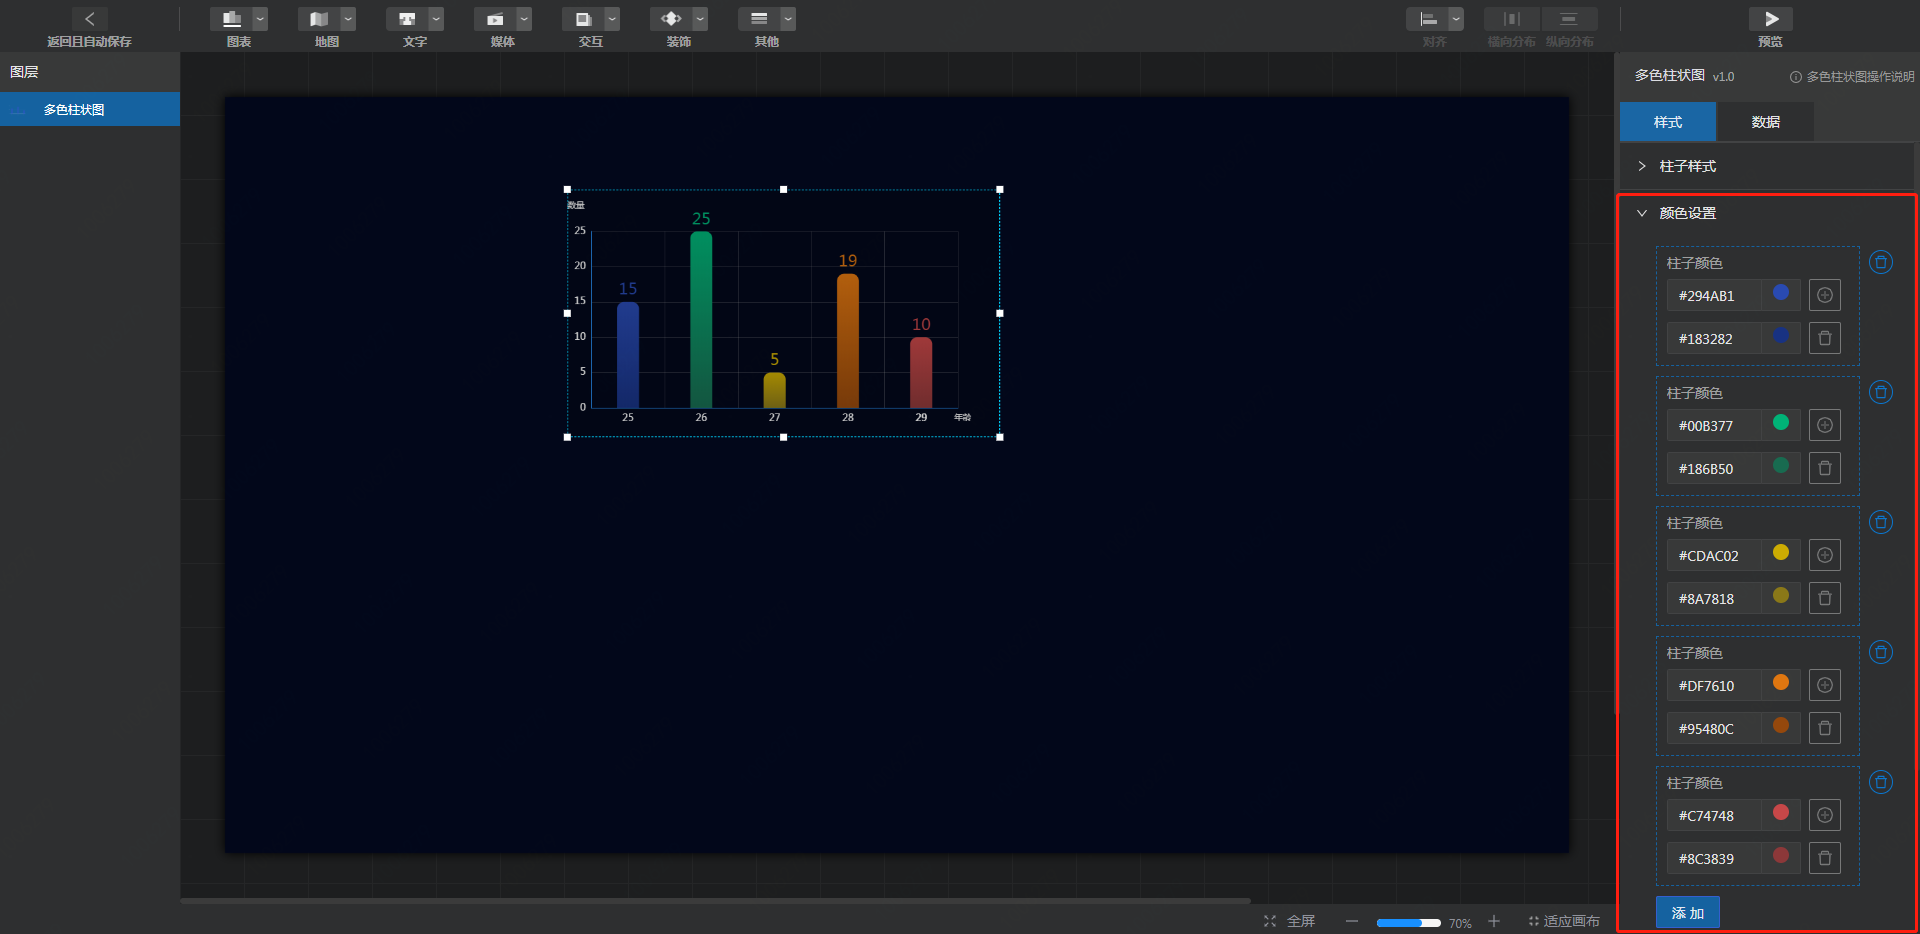 返回且自动保存
图表
地图
文字
媒体
交互
装饰
其他
对齐
横向分布
纵向分布
预览
图层
多色柱状图
数量
25
20
15
10
5
0
15
25
5
19
10
25
26
27
28
29
年龄
全屏
70%
适应画布
多色柱状图 v1.0
多色柱状图操作说明
样式
数据
柱子样式
颜色设置
柱子颜色
#294AB1
#183282
柱子颜色
#00B377
#186B50
柱子颜色
#CDAC02
#8A7818
柱子颜色
#DF7610
#95480C
柱子颜色
#C74748
#8C3839
添加